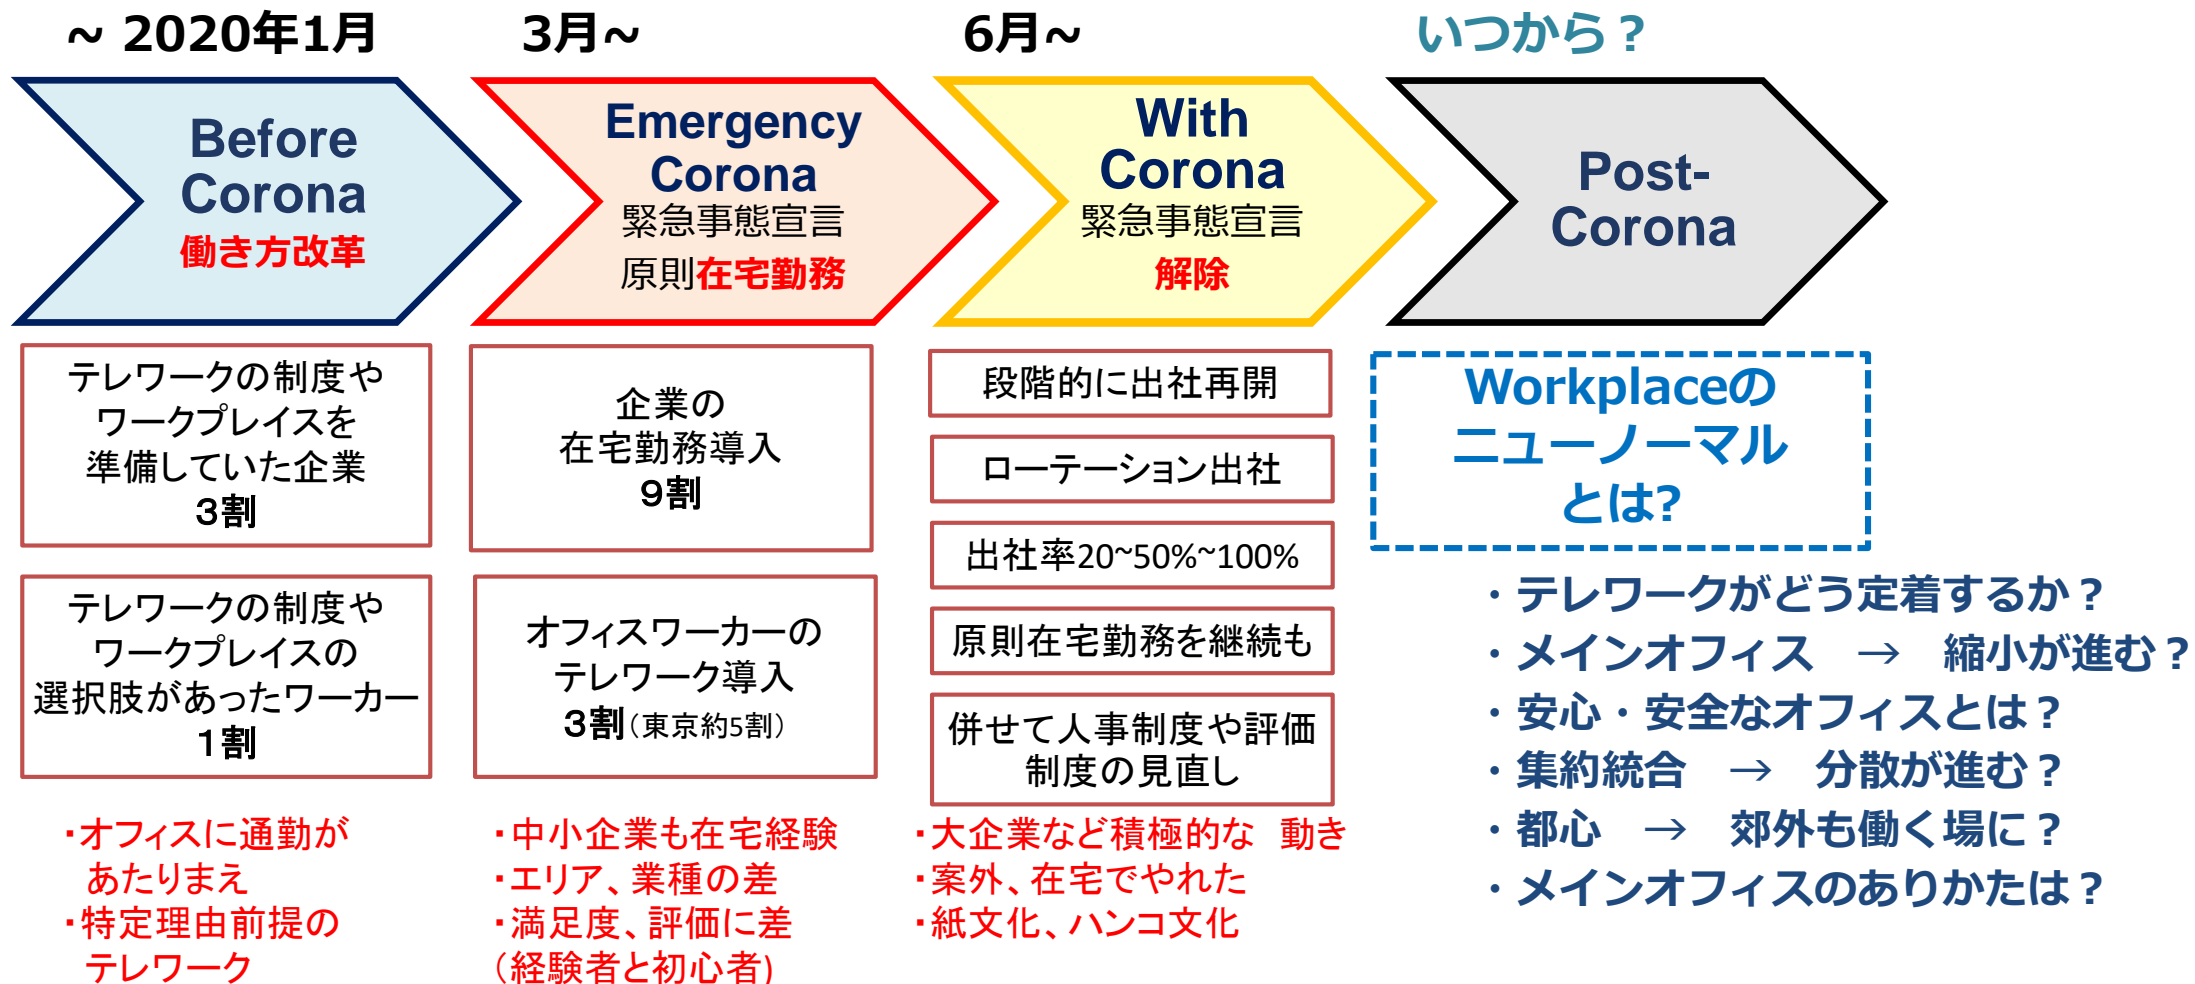 ~ 2020年1月
3月~
6月~
いつから？
Before
Corona
働き方改革
Emergency
Corona
緊急事態宣言
原則在宅勤務
With
Corona
緊急事態宣言
解除
Post-
Corona
テレワークの制度や
ワークプレイスを
準備していた企業
3割
テレワークの制度や
ワークプレイスの
選択肢があったワーカー
1割
・オフィスに通勤が
あたりまえ
・特定理由前提の
テレワーク
企業の
在宅勤務導入
9割
オフィスワーカーの
テレワーク導入
3割（東京約5割）
・中小企業も在宅経験
・エリア、業種の差
・満足度、評価に差
（経験者と初心者)
段階的に出社再開
ローテーション出社
出社率20~50%~100%
原則在宅勤務を継続も
併せて人事制度や評価
制度の見直し
・大企業など積極的な　動き
・案外、在宅でやれた
・紙文化、ハンコ文化
Workplaceの
ニューノーマル
とは?
・テレワークがどう定着するか？
・メインオフィス　→　縮小が進む？
・安心・安全なオフィスとは？
・集約統合　→　分散が進む？
・都心　→　郊外も働く場に？
・メインオフィスのありかたは？